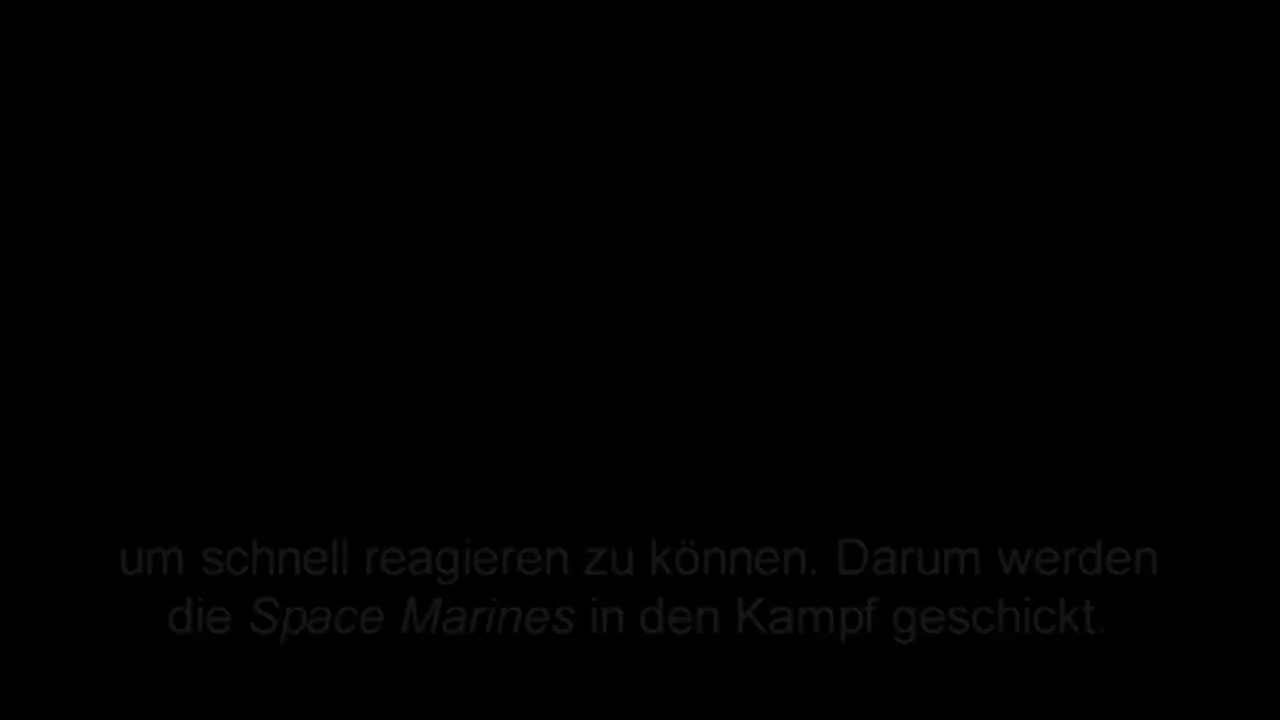 um schnell reagieren zu können. Darum werden
die Space Marines in den Kampf geschickt.